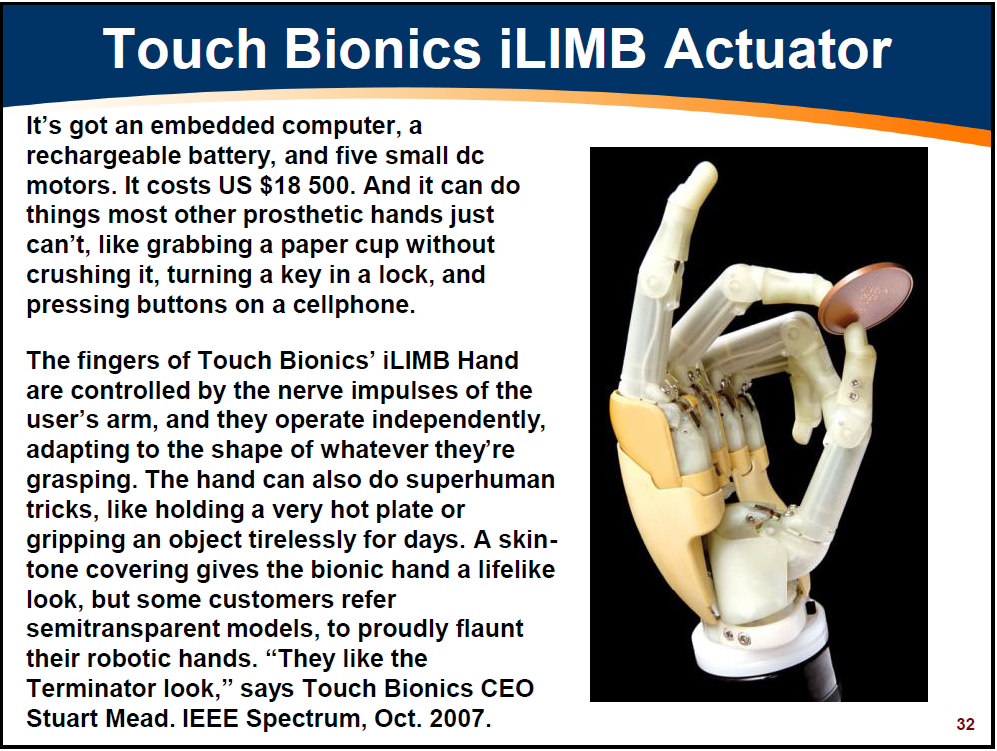 Touch Bionics iLIMB Actuator
It’s got an embedded computer, a
rechargeable battery, and five small dc
motors. It costs US $18 500. And it can do
things most other prosthetic hands just
can’t, like grabbing a paper cup without
crushing it, turning a key in a lock, and
pressing buttons on a cellphone.
The fingers of Touch Bionics’ iLIMB Hand
are controlled by the nerve impulses of the
user’s arm, and they operate independently,
adapting to the shape of whatever they’re
grasping. The hand can also do superhuman
tricks, like holding a very hot plate or
gripping an object tirelessly for days. A skin-
tone covering gives the bionic hand a lifelike
look, but some customers refer
semitransparent models, to proudly flaunt
their robotic hands. “They like the
Terminator look,” says Touch Bionics CEO
Stuart Mead. IEEE Spectrum, Oct. 2007.
32